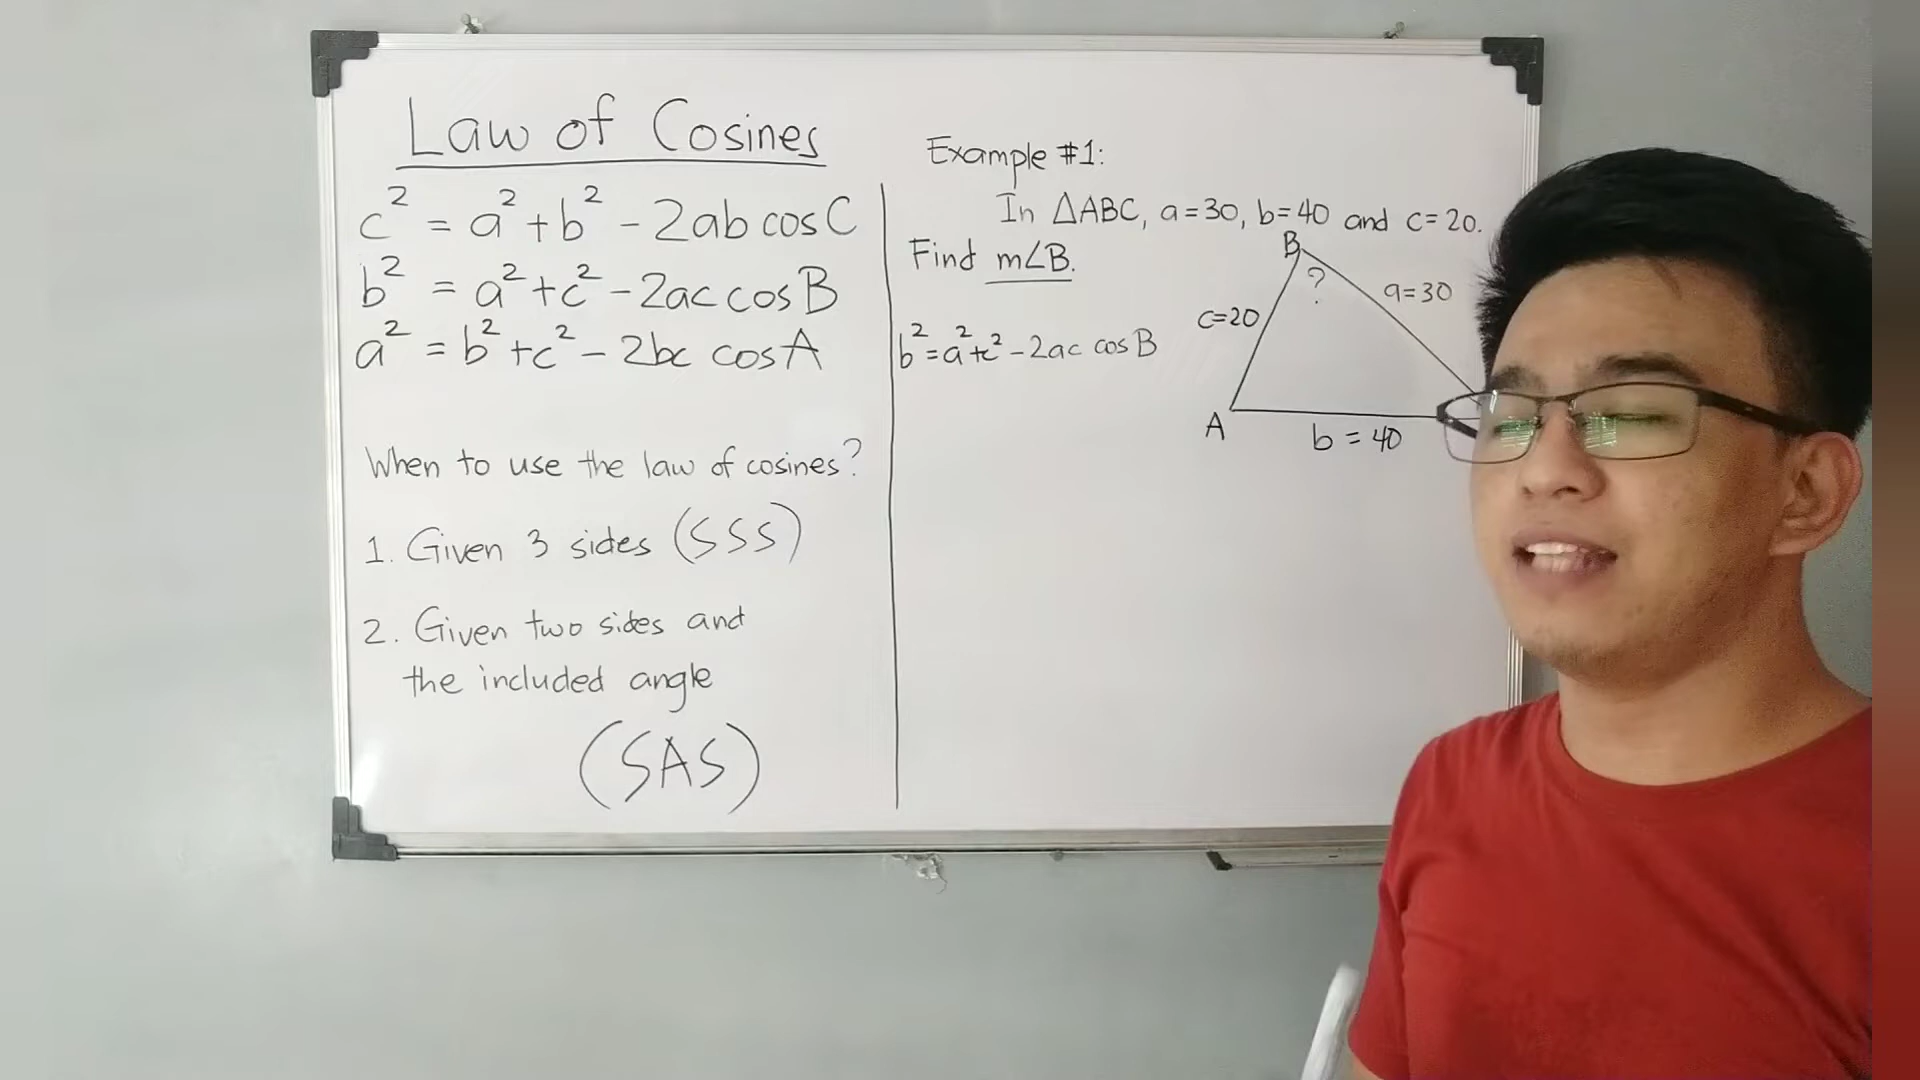 Law of Cosines
c² = a² + b² - 2ab cos C
b² = a² + c² - 2ac cos B
a² = b² + c² - 2bc cos A
When to use the law of cosines?
1. Given 3 sides (SSS)
2. Given two sides and
the included angle
(SAS)
Example #1:
In △ABC, a=30, b=40 and c=20.
Find m∠B.
b² = a² + c² - 2ac cos B
B
?
a=30
c=20
A
b = 40